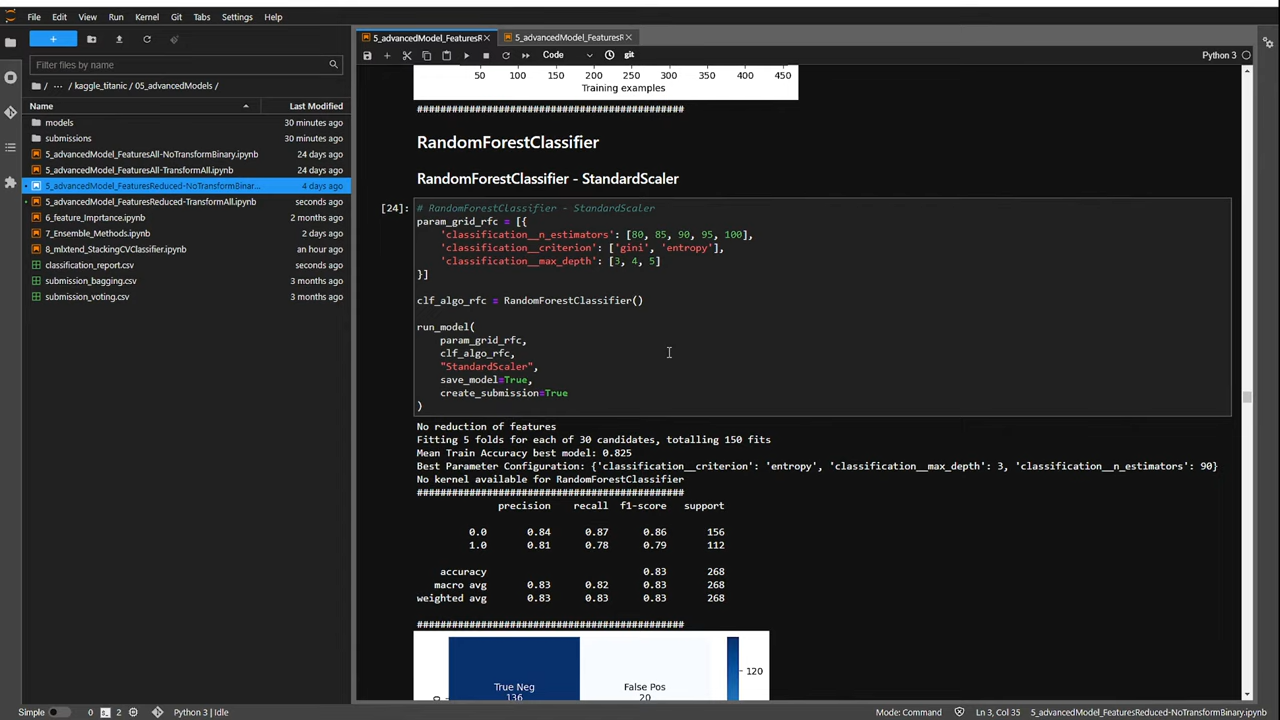 File Edit View Run Kernel Git Tabs Settings Help
5_advancedModel_FeaturesR
5_advancedModel_FeaturesR
Code
git
Python 3
Filter files by name
/ ... / kaggle_titanic / 05_advancedModels /
Name
Last Modified
models
30 minutes ago
submissions
30 minutes ago
5_advancedModel_FeaturesAll-NoTransformBinary.ipynb
24 days ago
5_advancedModel_FeaturesAll-TransformAll.ipynb
24 days ago
5_advancedModel_FeaturesReduced-NoTransformBinar...
4 days ago
5_advancedModel_FeaturesReduced-TransformAll.ipynb
seconds ago
6_feature_Imprtance.ipynb
2 months ago
7_Ensemble_Methods.ipynb
2 days ago
8_mlxtend_StackingCVClassifier.ipynb
an hour ago
classification_report.csv
seconds ago
submission_bagging.csv
3 months ago
submission_voting.csv
3 months ago
50 100 150 200 250 300 350 400 450
Training examples
###########################################
RandomForestClassifier
RandomForestClassifier - StandardScaler
[24]:
# RandomForestClassifier - StandardScaler
param_grid_rfc = [{
'classification__n_estimators': [80, 85, 90, 95, 100],
'classification__criterion': ['gini', 'entropy'],
'classification__max_depth': [3, 4, 5]
}]
clf_algo_rfc = RandomForestClassifier()
run_model(
param_grid_rfc,
clf_algo_rfc,
"StandardScaler",
save_model=True,
create_submission=True
)
No reduction of features
Fitting 5 folds for each of 30 candidates, totalling 150 fits
Mean Train Accuracy best model: 0.825
Best Parameter Configuration: {'classification__criterion': 'entropy', 'classification__max_depth': 3, 'classification__n_estimators': 90}
No kernel available for RandomForestClassifier
###########################################
precision recall f1-score support
0.0 0.84 0.87 0.86 156
1.0 0.81 0.78 0.79 112
accuracy 0.83 268
macro avg 0.83 0.82 0.83 268
weighted avg 0.83 0.83 0.83 268
###########################################
120
True Neg
136
False Pos
20
0
Simple 0 2 Python 3 | Idle
Mode: Command Ln 3, Col 35 5_advancedModel_FeaturesReduced-NoTransformBinary.ipynb